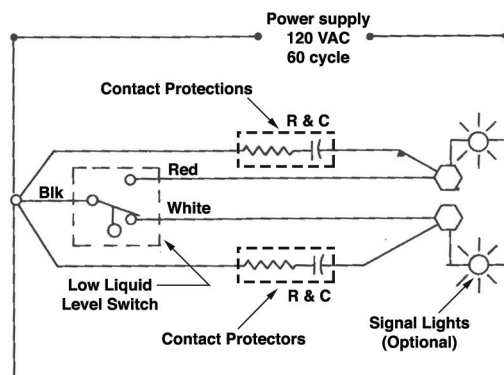 Power supply
120 VAC
60 cycle
Contact Protections
R & C
Red
Blk
White
Low Liquid
Level Switch
R & C
Contact Protectors
Signal Lights
(Optional)